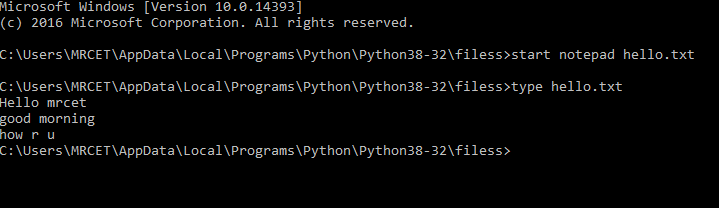 Microsoft Windows [Version 10.0.14393]
(c) 2016 Microsoft Corporation. All rights reserved.
C:\Users\MRCET\AppData\Local\Programs\Python\Python38-32\filess>start notepad hello.txt
C:\Users\MRCET\AppData\Local\Programs\Python\Python38-32\filess>type hello.txt
Hello mrcet
good morning
how r u
C:\Users\MRCET\AppData\Local\Programs\Python\Python38-32\filess>